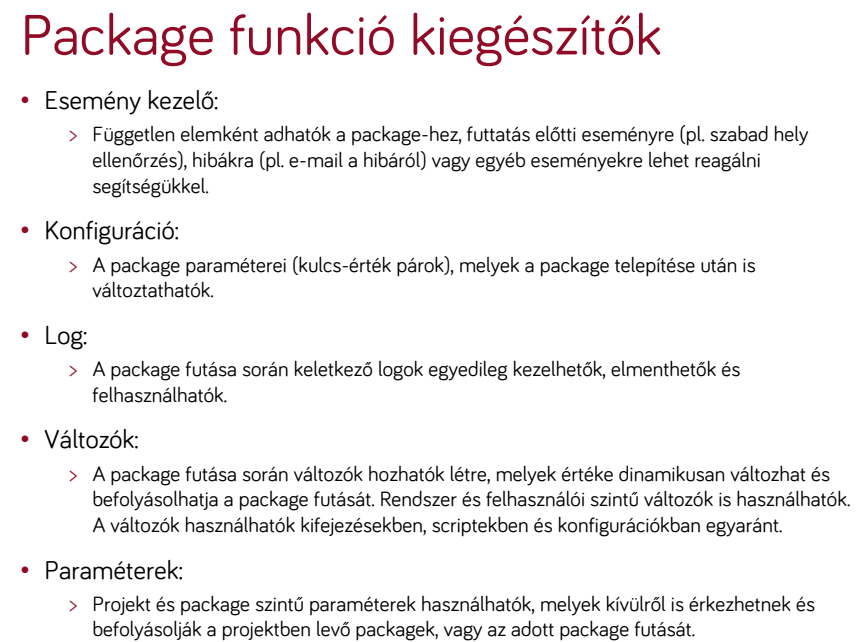 Package funkció kiegészítők
• Esemény kezelő:
> Független elemként adhatók a package-hez, futtatás előtti eseményre (pl. szabad hely
ellenőrzés), hibákra (pl. e-mail a hibáról) vagy egyéb eseményekre lehet reagálni
segítségükkel.
• Konfiguráció:
> A package paraméterei (kulcs-érték párok), melyek a package telepítése után is
változtathatók.
• Log:
> A package futása során keletkező logok egyedileg kezelhetők, elmenthetők és
felhasználhatók.
• Változók:
> A package futása során változók hozhatók létre, melyek értéke dinamikusan változhat és
befolyásolhatja a package futását. Rendszer és felhasználói szintű változók is használhatók.
A változók használhatók kifejezésekben, scriptekben és konfigurációkban egyaránt.
• Paraméterek:
> Projekt és package szintű paraméterek használhatók, melyek kívülről is érkezhetnek és
befolyásolják a projektben levő packagek, vagy az adott package futását.